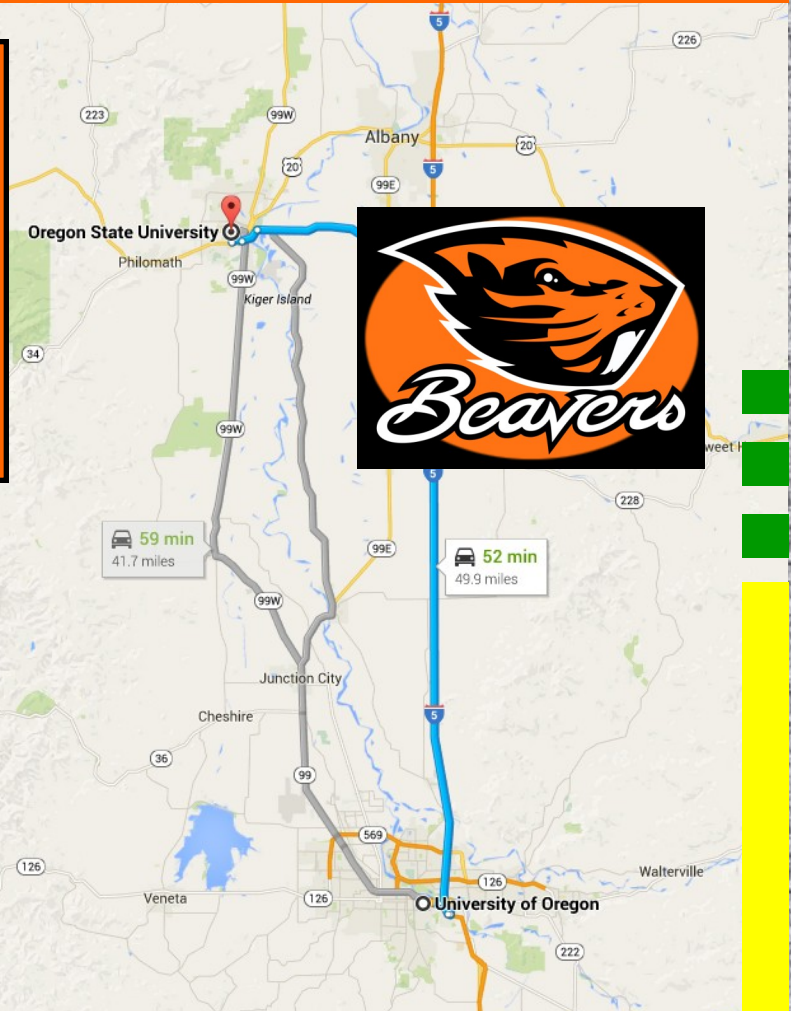 5
226
223
99W
Albany
20
20
5
99E
Oregon State University
Philomath
99W
Kiger Island
34
Beavers
99W
weet H
5
228
59 min
41.7 miles
99E
52 min
49.9 miles
99W
Junction City
Cheshire
5
36
99
569
126
Walterville
126
Veneta
126
University of Oregon
222